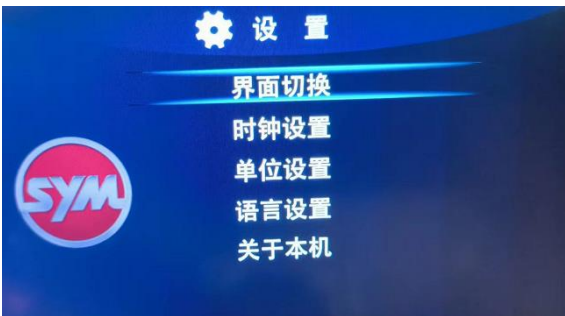 设 置
界面切换
时钟设置
单位设置
语言设置
关于本机
SYM